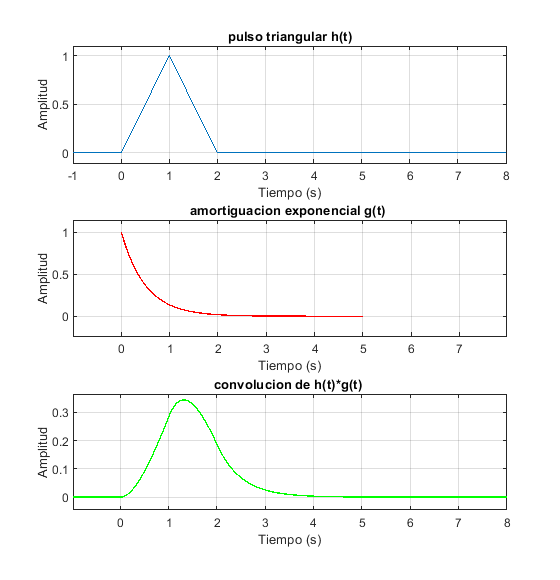 pulso triangular h(t)
1
0.5
0
Amplitud
-1 0 1 2 3 4 5 6 7 8
Tiempo (s)
amortiguacion exponencial g(t)
1
0.5
0
Amplitud
0 1 2 3 4 5 6 7
Tiempo (s)
convolucion de h(t)*g(t)
0.3
0.2
0.1
0
Amplitud
0 1 2 3 4 5 6 7 8
Tiempo (s)